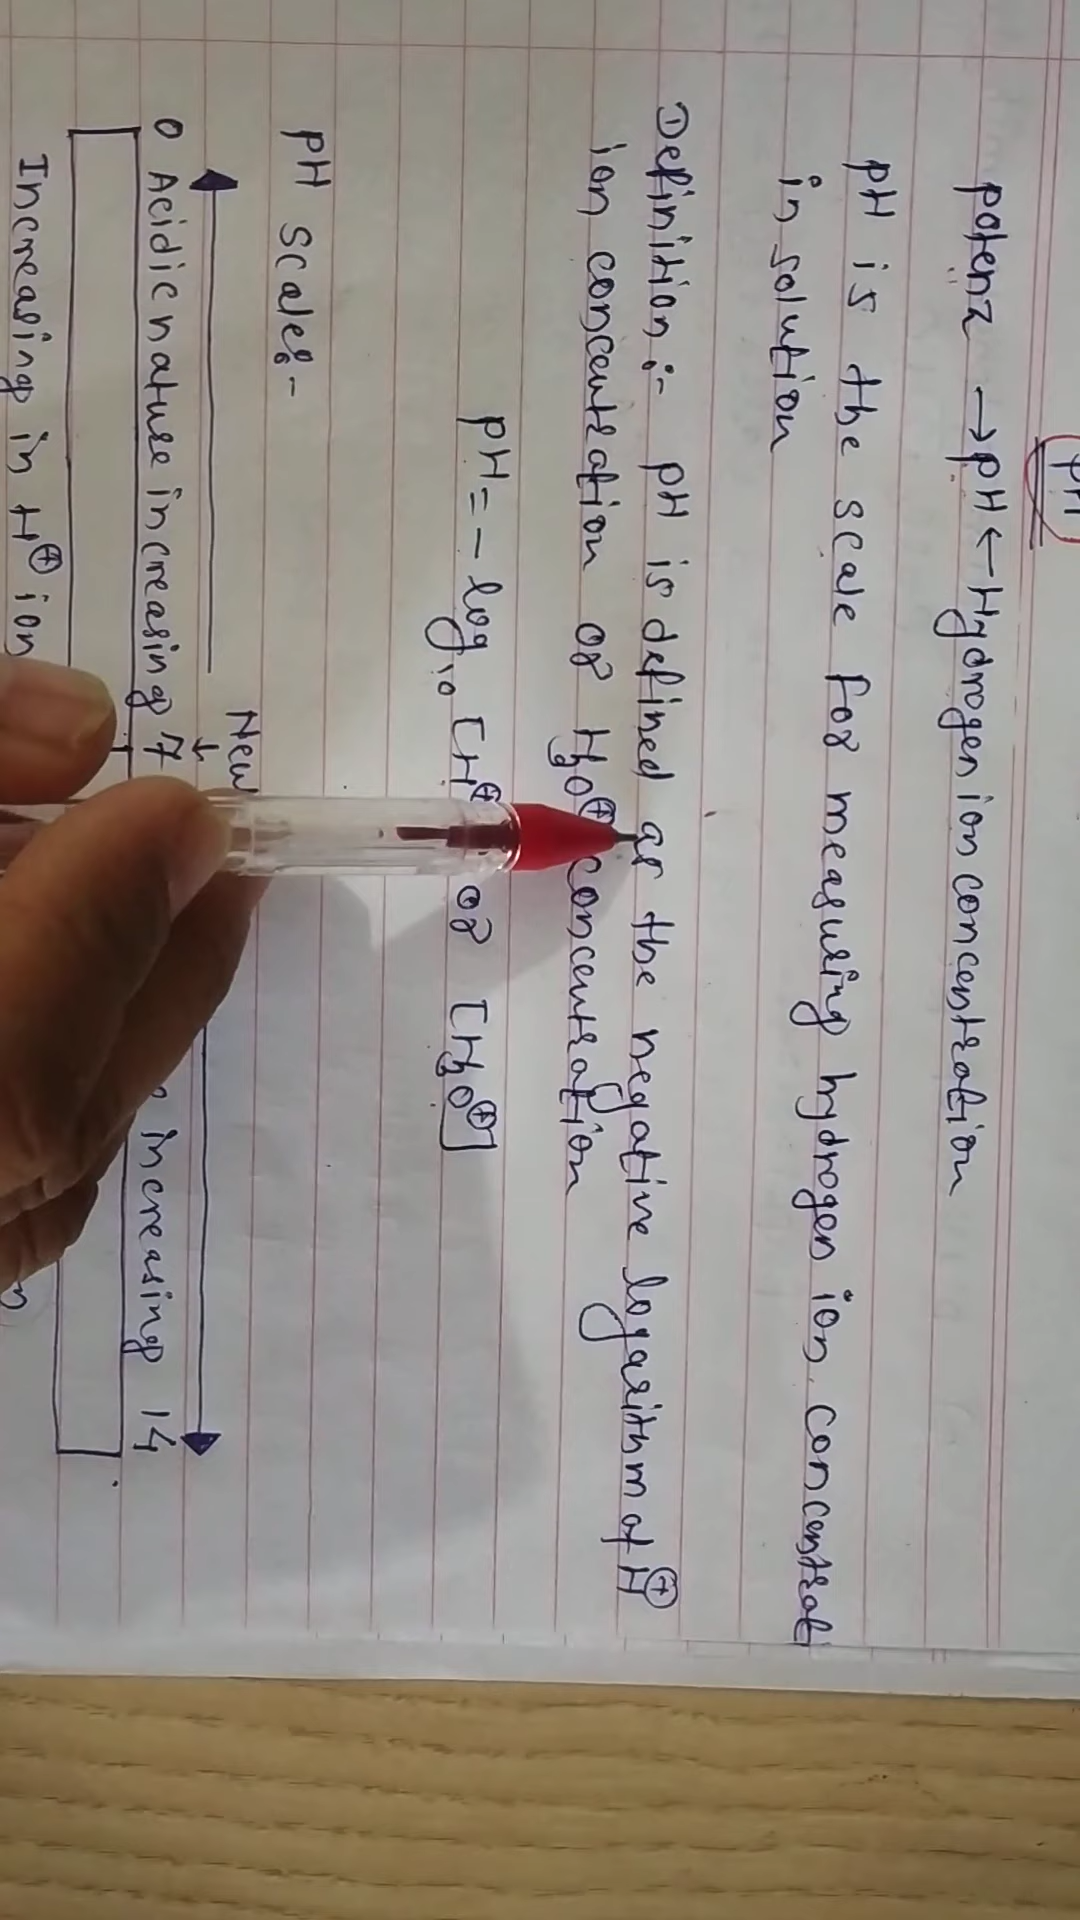 pH
potenz → pH ← Hydrogen ion concentration
pH is the scale for measuring hydrogen ion concentrati
in solution
Definition :- pH is defined as the negative logarithm of H⊕
ion concentration or H₃O⊕ concentration
pH = - log₁₀ [H⊕ or [H₃O⊕]
pH scale :-
0 Acidic nature increasing 7 increasing 14
Increasing in H⊕ ion